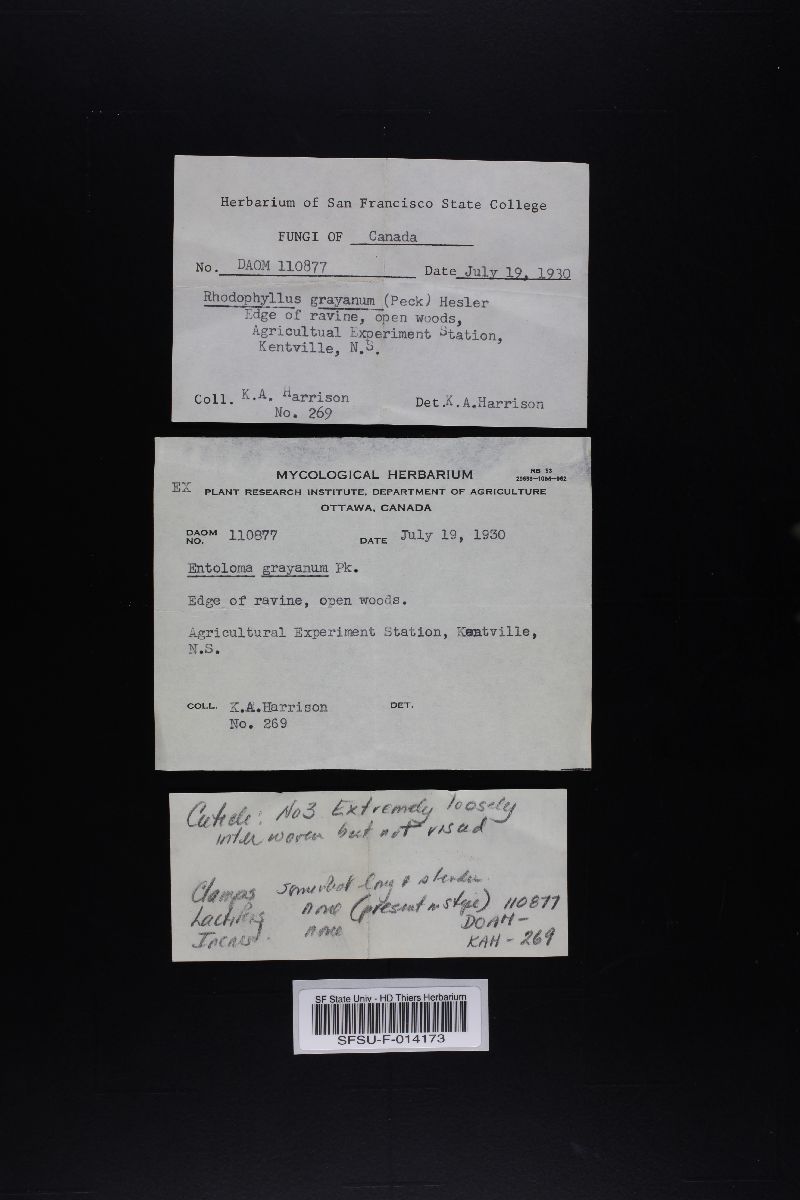 Herbarium of San Francisco State College
FUNGI OF Canada
No. DAOM 110877 Date July 19, 1930
Rhodophyllus grayanum (Peck) Hesler
Edge of ravine, open woods,
Agricultual Experiment Station,
Kentville, N.S.
Coll. K.A. Harrison Det. K.A.Harrison
No. 269
MYCOLOGICAL HERBARIUM
EX PLANT RESEARCH INSTITUTE, DEPARTMENT OF AGRICULTURE
OTTAWA, CANADA
DAOM NO. 110877 DATE July 19, 1930
Entoloma grayanum Pk.
Edge of ravine, open woods.
Agricultural Experiment Station, Kentville,
N.S.
COLL. K.A.Harrison DET.
No. 269
Cuticle: No3 Extremely loosely
inter woven but not viscid
Clamps somewhat long & slender
none (present in stipe) 110877
none DOAM-
KAH - 269
SF State Univ - HD Thiers Herbarium
SFSU-F-014173